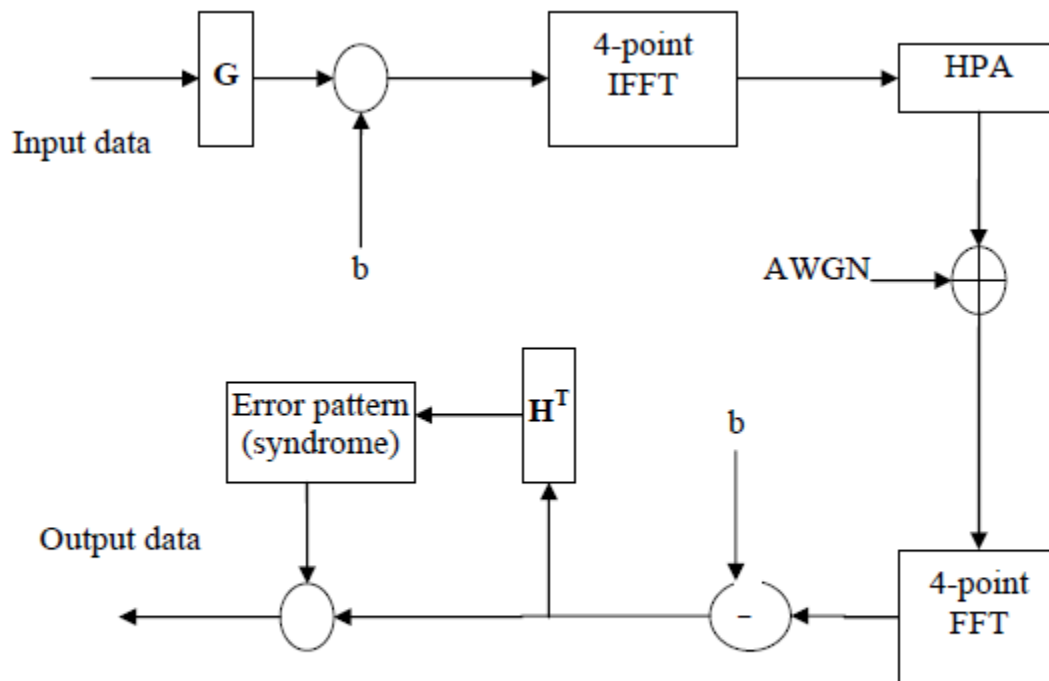 G
4-point
IFFT
HPA
Input data
b
AWGN
Error pattern
(syndrome)
H^T
b
Output data
-
4-point
FFT